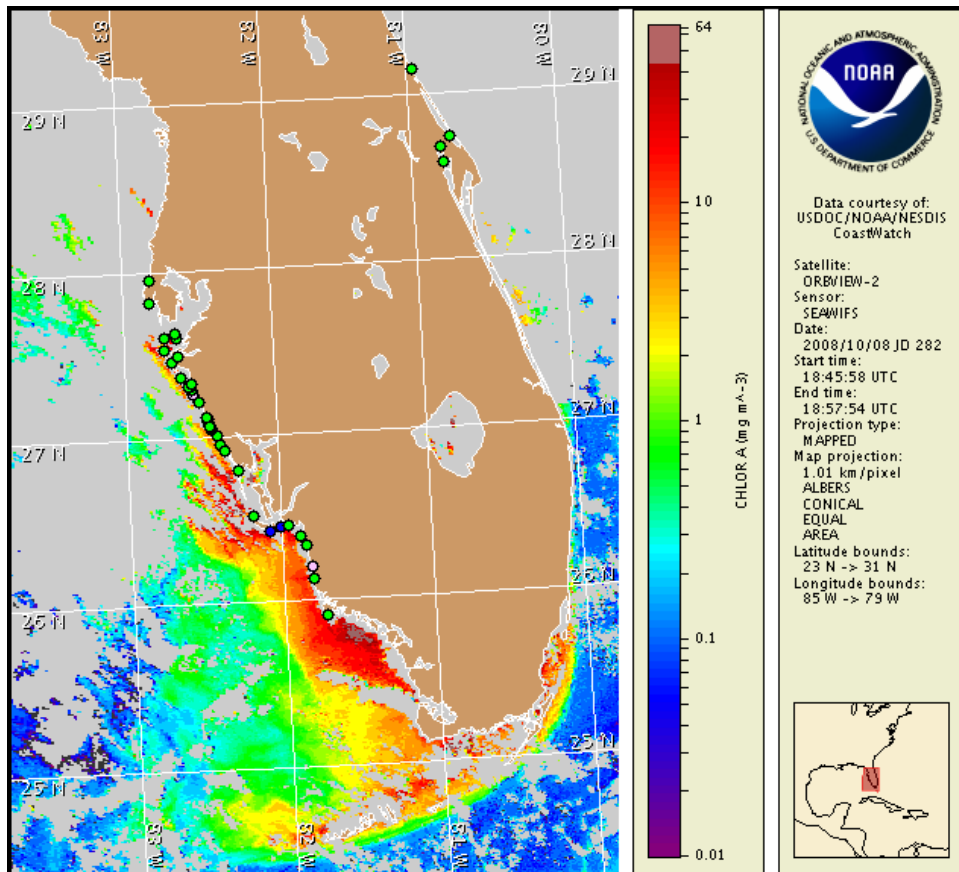 83 W
82 W
81 W
80 W
29 N
29 N
28 N
28 N
27 N
27 N
26 N
26 N
25 N
25 N
83 W
82 W
81 W
64
10
1
0.1
0.01
CHLOR A (mg m^-3)
NATIONAL OCEANIC AND ATMOSPHERIC ADMINISTRATION
NOAA
U.S. DEPARTMENT OF COMMERCE
Data courtesy of:
USDOC/NOAA/NESDIS
CoastWatch
Satellite:
ORBVIEW-2
Sensor:
SEAWIFS
Date:
2008/10/08 JD 282
Start time:
18:45:58 UTC
End time:
18:57:54 UTC
Projection type:
MAPPED
Map projection:
1.01 km/pixel
ALBERS
CONICAL
EQUAL
AREA
Latitude bounds:
23 N -> 31 N
Longitude bounds:
85 W -> 79 W